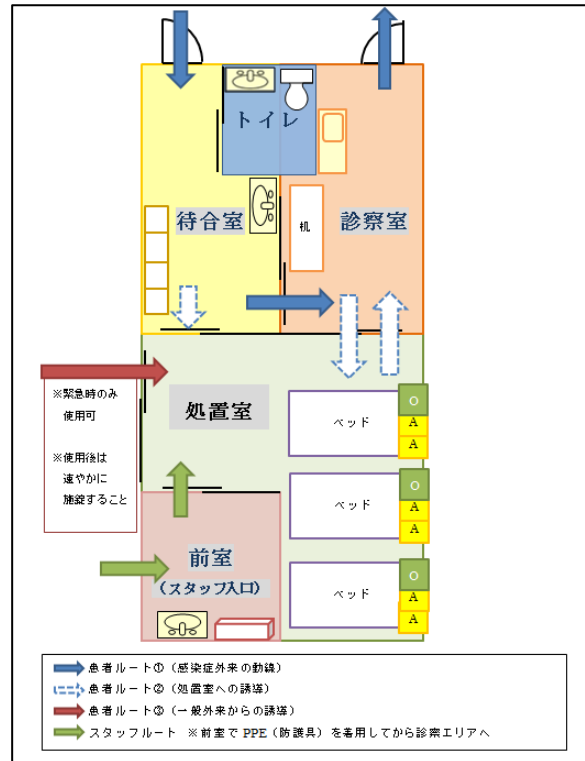 トイレ
待合室
机
診察室
※緊急時のみ
使用可
※使用後は
速やかに
施錠すること
処置室
ベッド
O
A
A
ベッド
O
A
A
前室
（スタッフ入口）
ベッド
O
A
A
患者ルート①（感染症外来の動線）
患者ルート②（処置室への誘導）
患者ルート③（一般外来からの誘導）
スタッフルート ※前室で PPE（防護具）を着用してから診療エリアへ